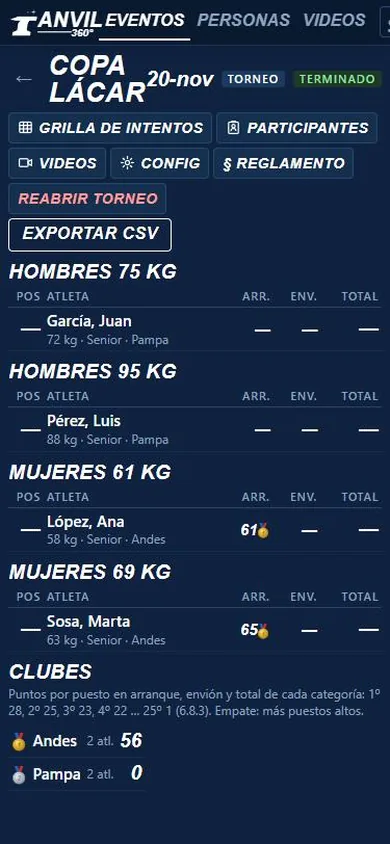 ANVIL 360° EVENTOS PERSONAS VIDEOS
← COPA LÁCAR 20-nov TORNEO TERMINADO
GRILLA DE INTENTOS PARTICIPANTES
VIDEOS CONFIG § REGLAMENTO
REABRIR TORNEO
EXPORTAR CSV
HOMBRES 75 KG
POS ATLETA ARR. ENV. TOTAL
— García, Juan — — —
72 kg · Senior · Pampa
HOMBRES 95 KG
POS ATLETA ARR. ENV. TOTAL
— Pérez, Luis — — —
88 kg · Senior · Pampa
MUJERES 61 KG
POS ATLETA ARR. ENV. TOTAL
— López, Ana 61🥇 — —
58 kg · Senior · Andes
MUJERES 69 KG
POS ATLETA ARR. ENV. TOTAL
— Sosa, Marta 65🥇 — —
63 kg · Senior · Andes
CLUBES
Puntos por puesto en arranque, envión y total de cada categoría: 1º
28, 2º 25, 3º 23, 4º 22 … 25º 1 (6.8.3). Empate: más puestos altos.
🥇 Andes 2 atl. 56
🥈 Pampa 2 atl. 0